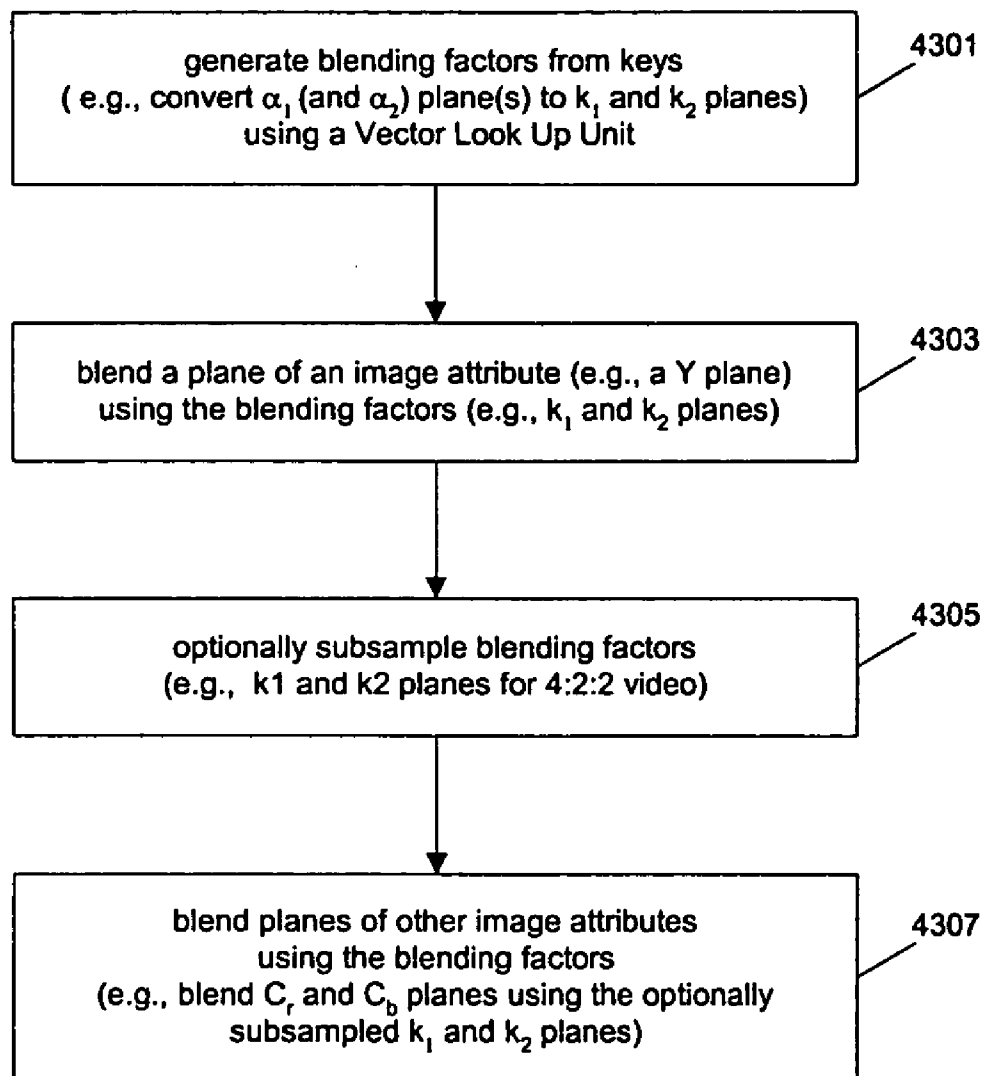 generate blending factors from keys
( e.g., convert α₁ (and α₂) plane(s) to k₁ and k₂ planes)
using a Vector Look Up Unit
4301
blend a plane of an image attribute (e.g., a Y plane)
using the blending factors (e.g., k₁ and k₂ planes)
4303
optionally subsample blending factors
(e.g., k1 and k2 planes for 4:2:2 video)
4305
blend planes of other image attributes
using the blending factors
(e.g., blend Cᵣ and C_b planes using the optionally
subsampled k₁ and k₂ planes)
4307